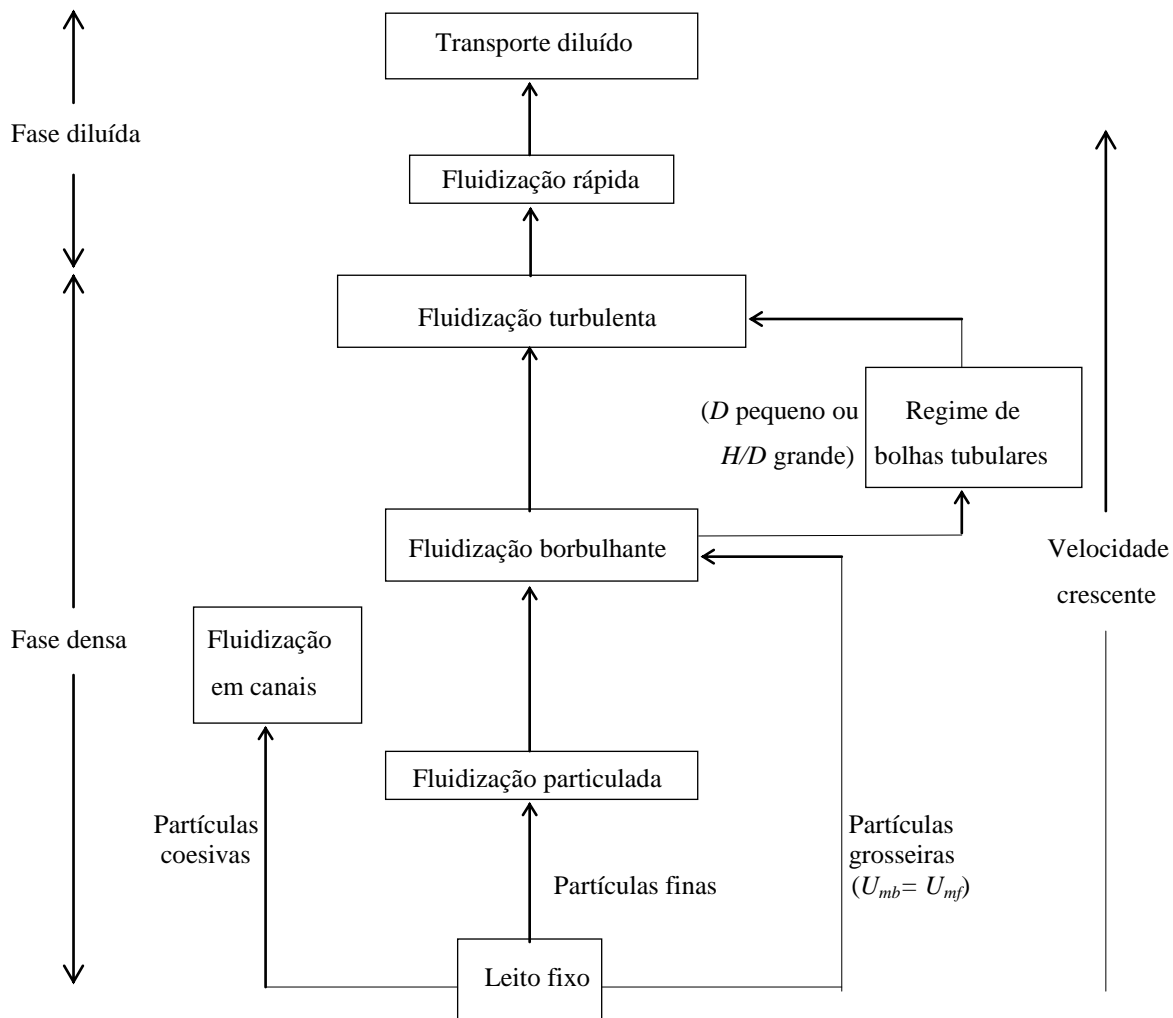 Transporte diluído
Fase diluída
Fluidização rápida
Fluidização turbulenta
(D pequeno ou
H/D grande)
Regime de
bolhas tubulares
Fluidização borbulhante
Velocidade
crescente
Fase densa
Fluidização
em canais
Fluidização particulada
Partículas
coesivas
Partículas finas
Partículas
grosseiras
(Umb= Umf)
Leito fixo